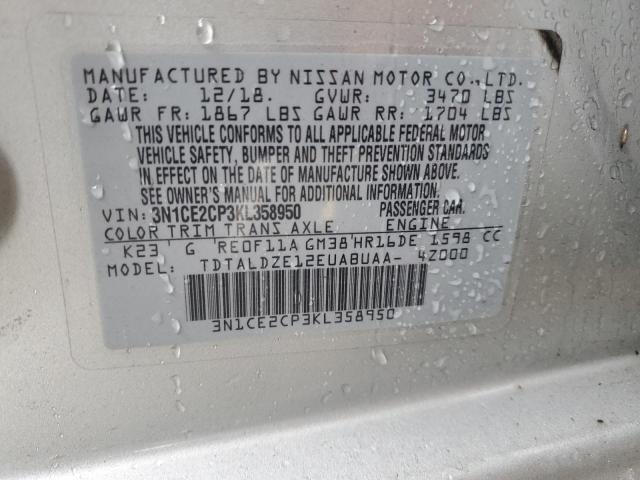 MANUFACTURED BY NISSAN MOTOR CO.,LTD.
DATE: 12/18. GVWR: 3470 LBS
GAWR FR: 1867 LBS GAWR RR: 1704 LBS
THIS VEHICLE CONFORMS TO ALL APPLICABLE FEDERAL MOTOR
VEHICLE SAFETY, BUMPER AND THEFT PREVENTION STANDARDS
IN EFFECT ON THE DATE OF MANUFACTURE SHOWN ABOVE.
SEE OWNER'S MANUAL FOR ADDITIONAL INFORMATION.
VIN: 3N1CE2CP3KL358950 PASSENGER CAR.
COLOR TRIM TRANS AXLE ENGINE
K23 G RE0F11A GM38 HR16DE 1598 CC
MODEL: TDTALDZE12EUABUAA- 4Z000
3N1CE2CP3KL358950